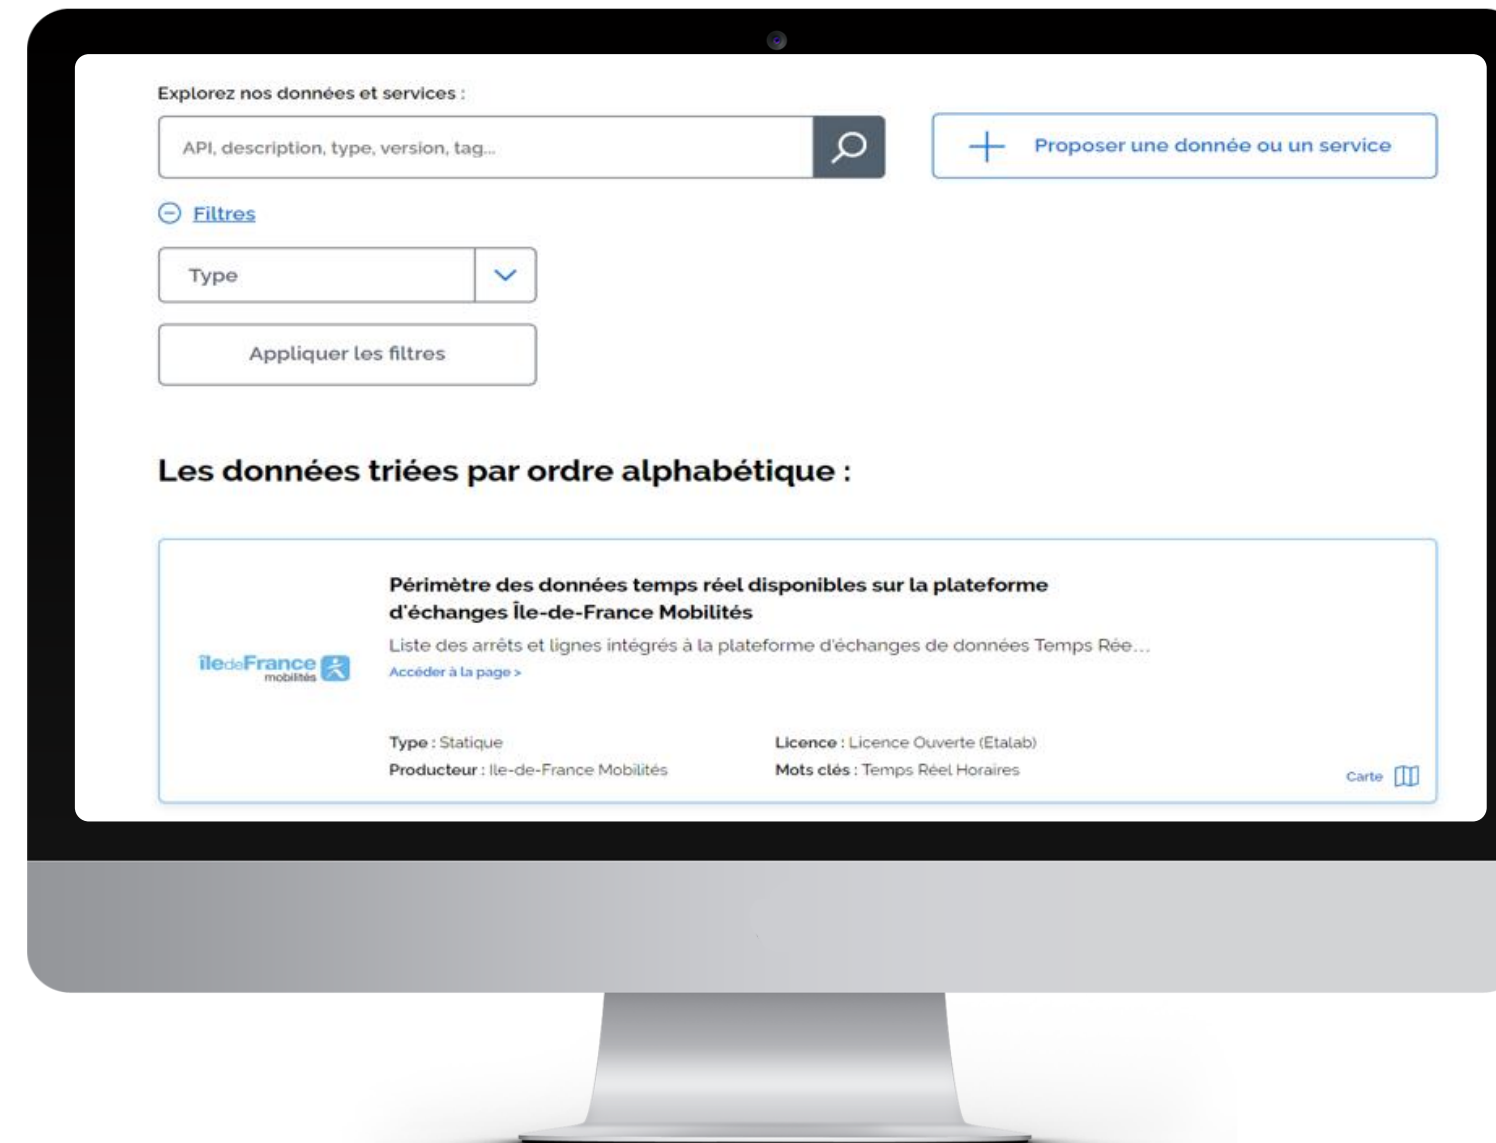 Explorez nos données et services :
API, description, type, version, tag...
Proposer une donnée ou un service
Filtres
Type
Appliquer les filtres
Les données triées par ordre alphabétique :
Périmètre des données temps réel disponibles sur la plateforme
d'échanges Île-de-France Mobilités
Liste des arrêts et lignes intégrés à la plateforme d'échanges de données Temps Rée...
îledeFrance
mobilités
Accéder à la page >
Type : Statique
Licence : Licence Ouverte (Etalab)
Producteur : Ile-de-France Mobilités
Mots clés : Temps Réel Horaires
Carte